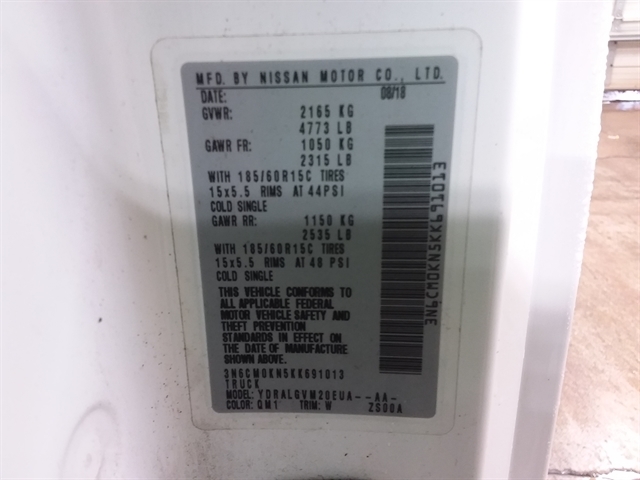 MFD. BY NISSAN MOTOR CO., LTD.
DATE: 08/18
GVWR: 2165 KG
4773 LB
GAWR FR: 1050 KG
2315 LB
WITH 185/60R15C TIRES
15x5.5 RIMS AT 44PSI
COLD SINGLE
GAWR RR: 1150 KG
2535 LB
WITH 185/60R15C TIRES
15x5.5 RIMS AT 48 PSI
COLD SINGLE
THIS VEHICLE CONFORMS TO
ALL APPLICABLE FEDERAL
MOTOR VEHICLE SAFETY AND
THEFT PREVENTION
STANDARDS IN EFFECT ON
THE DATE OF MANUFACTURE
SHOWN ABOVE.
3N6CM0KN5KK691013
TRUCK
MODEL: YDRALGVM20EUA--AA-
COLOR: QM1 TRIM: W ZS00A
3N6CM0KN5KK691013